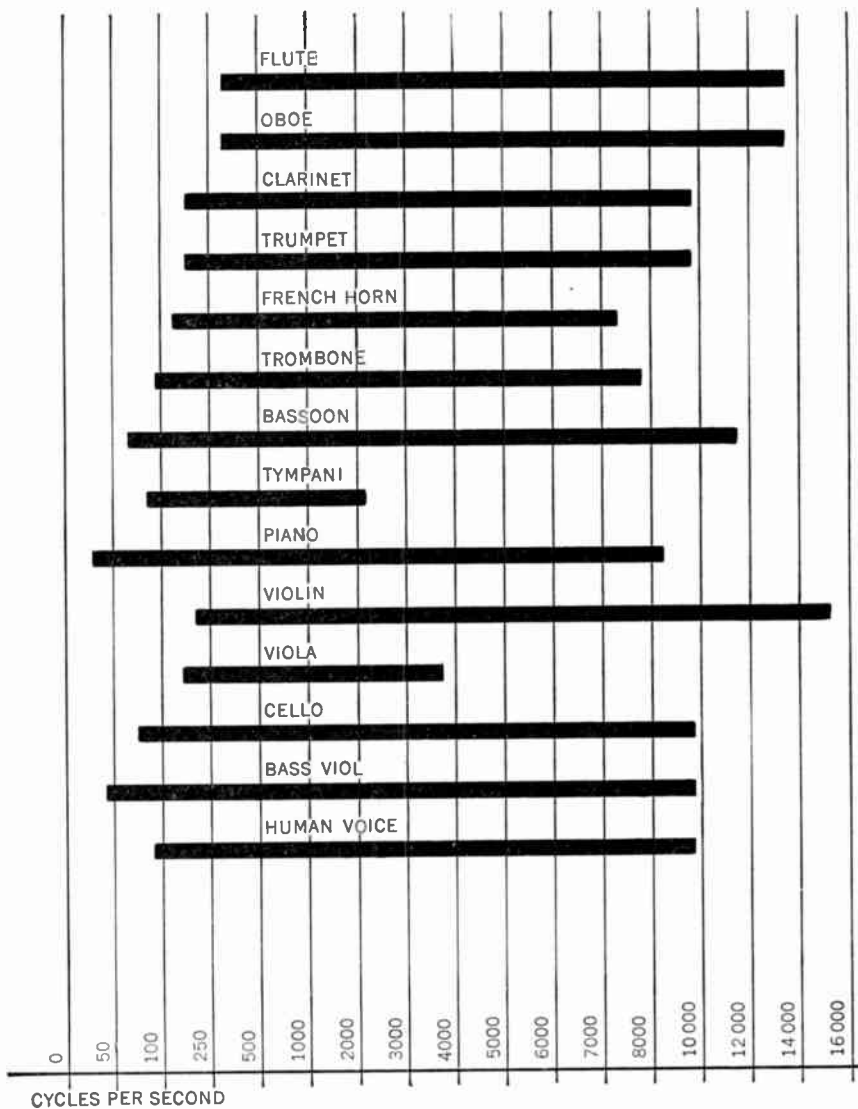 FLUTE
OBOE
CLARINET
TRUMPET
FRENCH HORN
TROMBONE
BASSOON
TYMPANI
PIANO
VIOLIN
VIOLA
CELLO
BASS VIOL
HUMAN VOICE
0 50 100 250 500 1000 2000 3000 4000 5000 6000 7000 8000 10 000 12 000 14 000 16 000
CYCLES PER SECOND